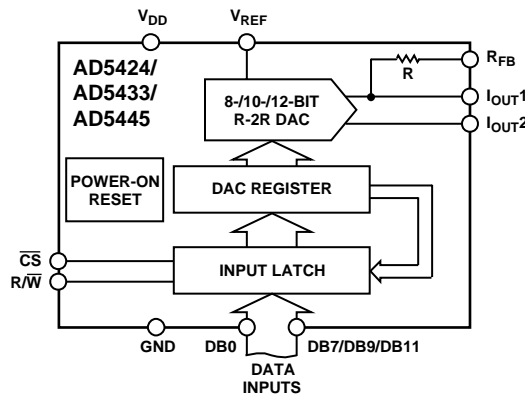 VDD
VREF
AD5424/
AD5433/
AD5445
R
RFB
8-/10-/12-BIT
R-2R DAC
IOUT1
IOUT2
POWER-ON
RESET
DAC REGISTER
CS
INPUT LATCH
R/W
GND
DB0
DB7/DB9/DB11
DATA
INPUTS